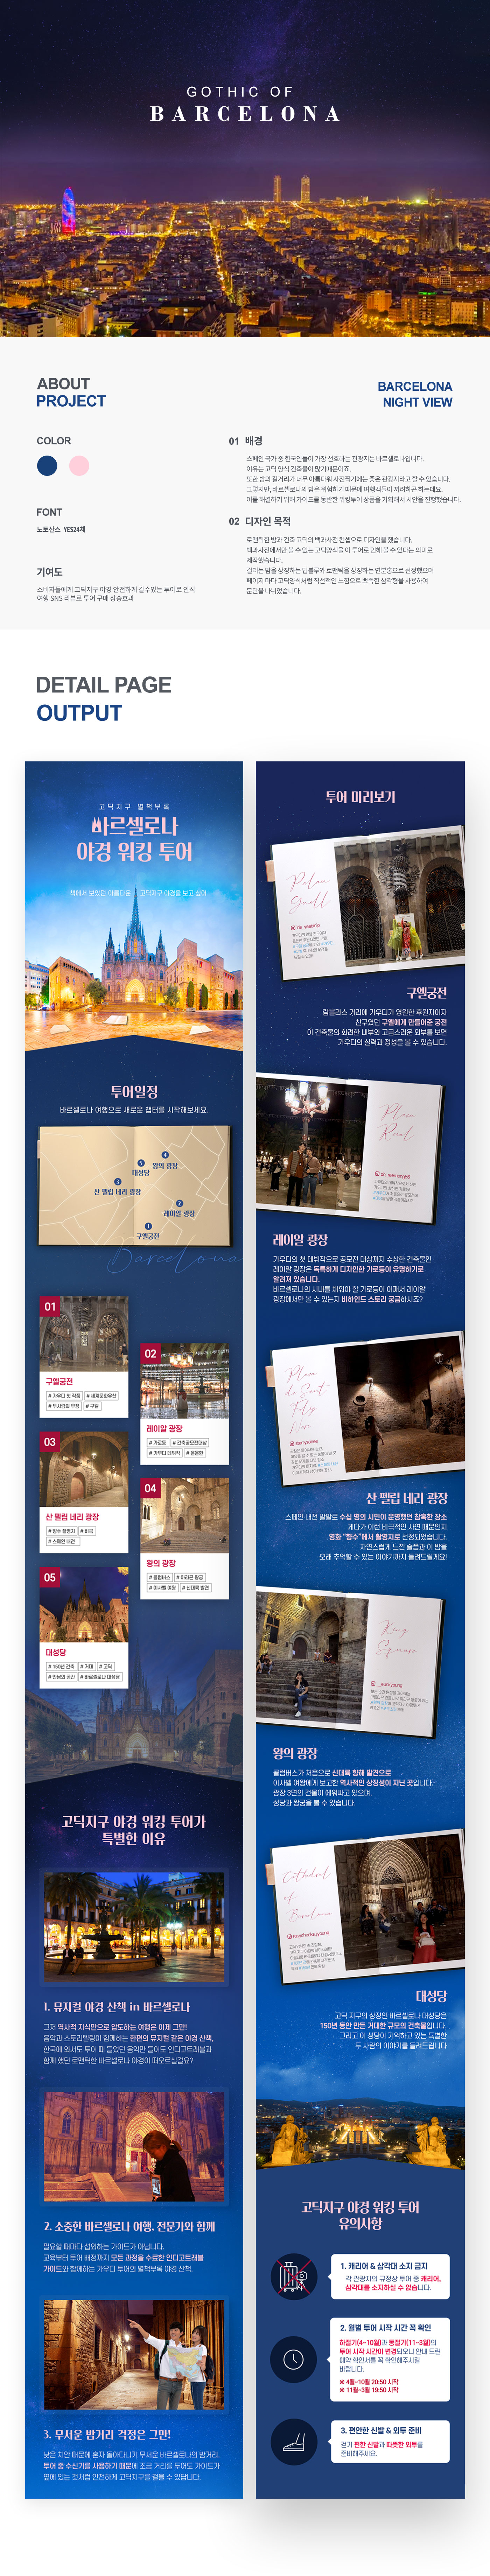 GOTHIC OF
BARCELONA
ABOUT
PROJECT
BARCELONA
NIGHT VIEW
COLOR
FONT
노토산스 YES24체
기여도
소비자들에게 고딕지구 여행 안전하게 갈수있는 투어로 인식
여행 SNS 리뷰로 투어 구매 상승효과
01 배경
스페인 국가 중 한국인들이 가장 선호하는 관광지는 바르셀로나입니다.
이유는 고딕 양식 건축물이 많기때문이죠.
또한 밤의 길거리가 너무 아름다워 사진찍기에는 좋은 관광지라고 할 수 있습니다.
그렇지만, 바르셀로나의 밤은 위험하기 때문에 여행객들이 꺼려하곤 하는데요.
이를 해결하기 위해 가이드를 동반한 워킹투어 상품을 기획해서 시안을 진행했습니다.
02 디자인 목적
로맨틱한 밤과 건축 고딕의 백과사전 컨셉으로 디자인을 했습니다.
백과사전에서만 볼 수 있는 고딕양식을 이 투어로 인해 볼 수 있다는 의미로
제작했습니다.
컬러는 밤을 상징하는 딥블루와 로맨틱을 상징하는 연분홍으로 선정했으며
페이지 마다 고딕양식처럼 직선적인 느낌으로 뾰족한 삼각형을 사용하여
문단을 나눠었습니다.
DETAIL PAGE
OUTPUT
고딕지구 별책부록
바르셀로나
야경 워킹 투어
책에서 보았던 아름다운 고딕지구 야경을 보고 싶어
투어일정
바르셀로나 여행으로 새로운 챕터를 시작해보세요.
4
왕의 광장
5
대성당
3
산 펠립 네리 광장
2
레이알 광장
1
구엘궁전
Barcelona
01
구엘궁전
# 가우디 첫 작품 # 세계문화유산
# 두사람의 우정 # 구엘
02
레이알 광장
# 가로등 # 건축공모전대상
# 가우디 데뷔작 # 은은한
03
산 펠립 네리 광장
# 향수 촬영지 # 비극
# 스페인 내전
04
왕의 광장
# 콜럼버스 # 아라곤 왕궁
# 이사벨 여왕 # 신대륙 발견
05
대성당
# 150년 건축 # 거대 # 고딕
# 만남의 공간 # 바르셀로나 대성당
고딕지구 야경 워킹 투어가
특별한 이유
1. 뮤지컬 야경 산책 in 바르셀로나
그저 역사적 지식만으로 압도하는 여행은 이제 그만!
음악과 스토리텔링이 함께하는 한편의 뮤지컬 같은 야경 산책,
한국에 와서도 투어 때 들었던 음악만 들어도 인디고트래블과
함께 했던 로맨틱한 바르셀로나 야경이 떠오르실걸요?
2. 소중한 바르셀로나 여행, 전문가와 함께
필요할 때마다 섭외하는 가이드가 아닙니다.
교육부터 투어 배정까지 모든 과정을 수료한 인디고트래블
가이드와 함께하는 가우디 투어의 별책부록 야경 산책.
3. 무서운 밤거리 걱정은 그만!
낮은 치안 때문에 혼자 돌아다니기 무서운 바르셀로나의 밤거리.
투어 중 수신기를 사용하기 때문에 조금 거리를 두어도 가이드가
옆에 있는 것처럼 안전하게 고딕지구를 걸을 수 있답니다.
투어 미리보기
Palau
Guell
구엘궁전
람블라스 거리에 가우디가 영원한 후원자이자
친구였던 구엘에게 만들어준 궁전
이 건축물의 화려한 내부와 고급스러운 외부를 보면
가우디의 실력과 정성을 볼 수 있습니다.
Plaza
Real
레이알 광장
가우디의 첫 데뷔작으로 공모전 대상까지 수상한 건축물인
레이알 광장은 독특하게 디자인한 가로등이 유명하기로
알려져 있습니다.
바르셀로나의 시내를 채워야 할 가로등이 어째서 레이알
광장에서만 볼 수 있는지 비하인드 스토리 궁금하시죠?
Plaza
de Sant
Felip
Neri
산 펠립 네리 광장
스페인 내전 발발로 수십 명의 시민이 운명했던 참혹한 장소
게다가 이런 비극적인 사연 때문인지
영화 "향수"에서 촬영지로 선정되었습니다.
자연스럽게 느낀 슬픔과 이 밤을
오래 추억할 수 있는 이야기까지 들려드릴게요!
King
Square
왕의 광장
콜럼버스가 처음으로 신대륙 항해 발견으로
이사벨 여왕에게 보고한 역사적인 상징성이 지닌 곳입니다.
광장 3면의 건물이 에워싸고 있으며,
성당과 왕궁을 볼 수 있습니다.
Cathedral
of
Barcelona
대성당
고딕 지구의 상징인 바르셀로나 대성당은
150년 동안 만든 거대한 규모의 건축물입니다.
그리고 이 성당이 기억하고 있는 특별한
두 사람의 이야기를 들려드립니다
고딕지구 야경 워킹 투어
유의사항
1. 캐리어 & 삼각대 소지 금지
각 관광지의 규정상 투어 중 캐리어,
삼각대를 소지하실 수 없습니다.
2. 월별 투어 시작 시간 꼭 확인
하절기(4~10월)과 동절기(11~3월)의
투어 시작 시간이 변경되오니 안내 드린
예약 확인서를 꼭 확인해주시길
바랍니다.
※ 4월~10월 20:50 시작
※ 11월~3월 19:50 시작
3. 편안한 신발 & 외투 준비
걷기 편한 신발과 따뜻한 외투를
준비해주세요.